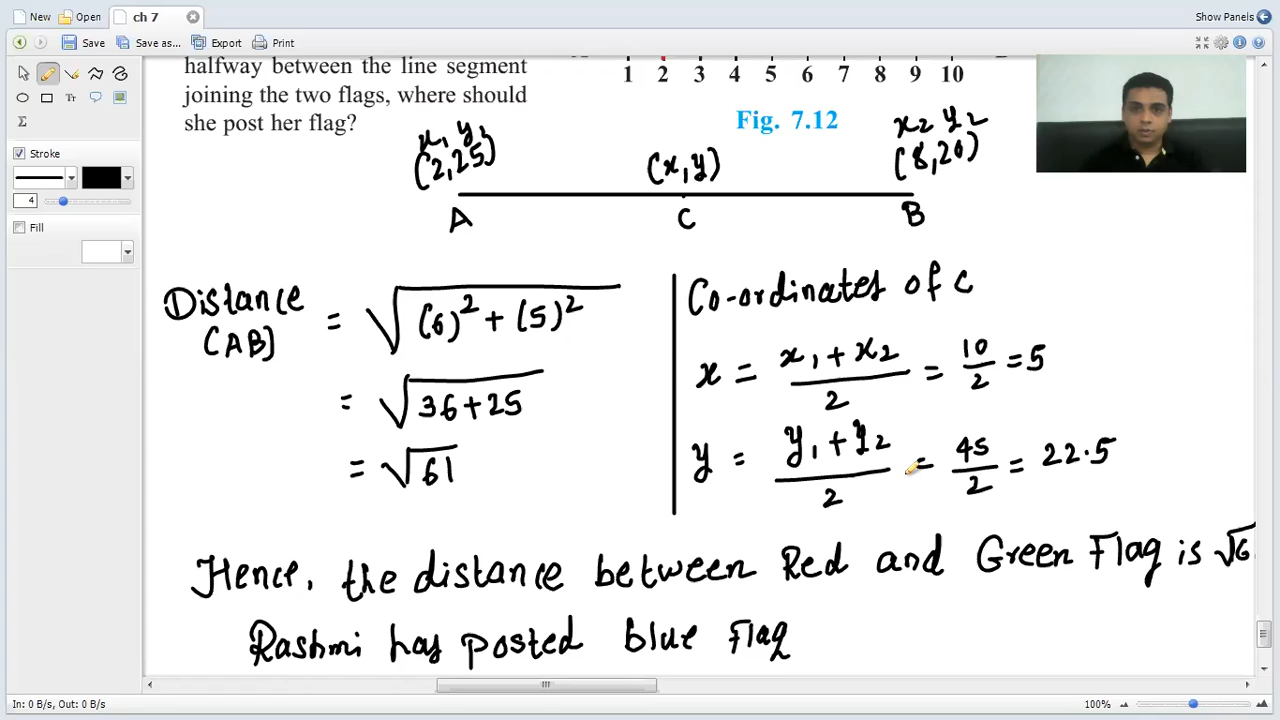 New Open ch 7 Show Panels
Save Save as... Export Print
halfway between the line segment
joining the two flags, where should
she post her flag?
1 2 3 4 5 6 7 8 9 10
Fig. 7.12
Stroke
4
Fill
Tr
Σ
x1 y1
(2,25)
(x,y)
x2 y2
(8,20)
A C B
Distance (AB) = √(6)²+(5)²
= √36+25
= √61
Co-ordinates of C
x = x1+x2/2 = 10/2 = 5
y = y1+y2/2 = 45/2 = 22.5
Hence, the distance between Red and Green Flag is √6
Rashmi has posted blue Flag
In: 0 B/s, Out: 0 B/s
100%